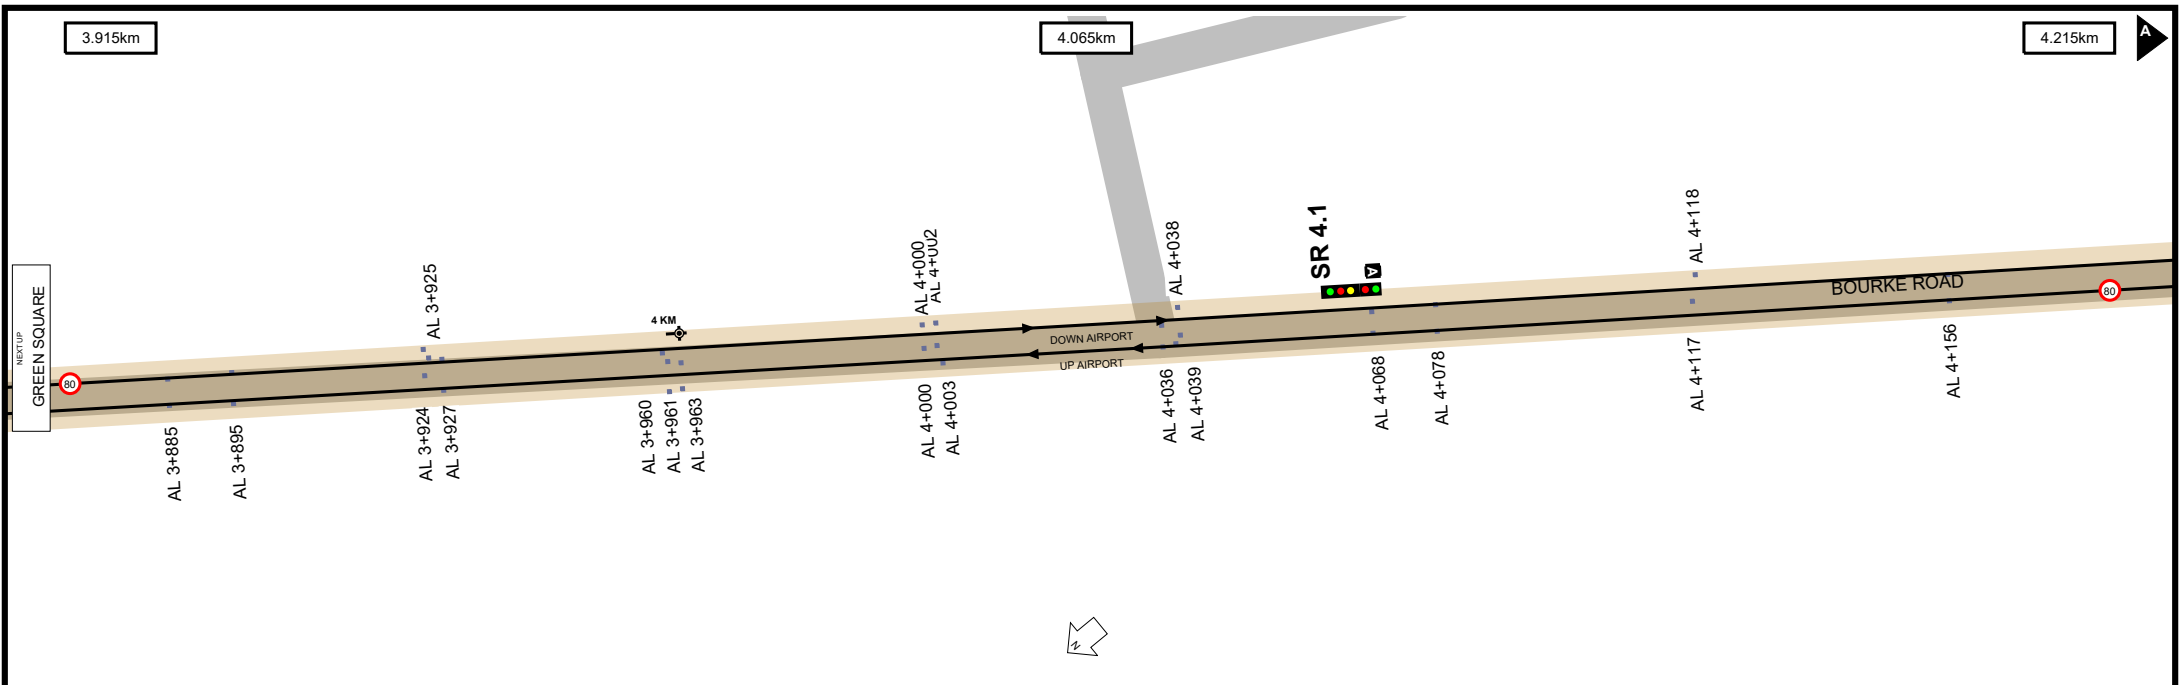 3.915km
4.065km
4.215km
A
NEXT UP
GREEN SQUARE
80
AL 3+925
4 KM
AL 4+000
AL 4+002
AL 4+038
SR 4.1
A
AL 4+118
BOURKE ROAD
80
DOWN AIRPORT
UP AIRPORT
AL 3+885
AL 3+895
AL 3+924
AL 3+927
AL 3+960
AL 3+961
AL 3+963
AL 4+000
AL 4+003
AL 4+036
AL 4+039
AL 4+068
AL 4+078
AL 4+117
AL 4+156
N